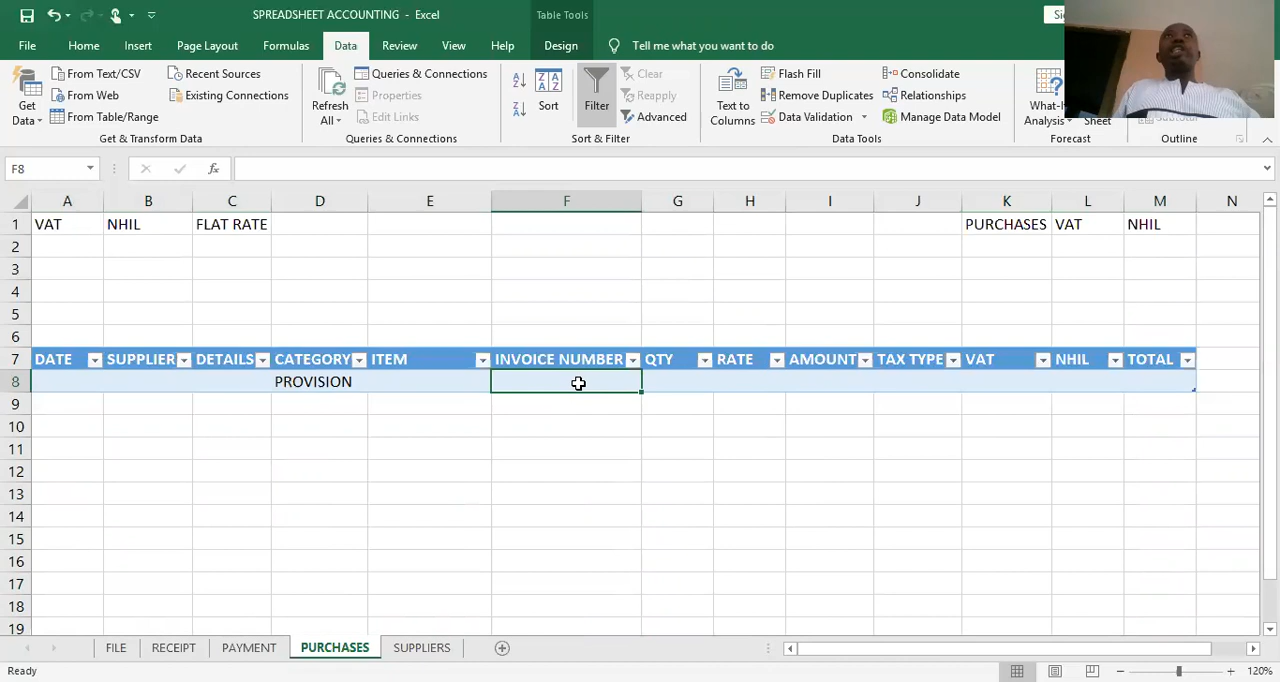 SPREADSHEET ACCOUNTING - Excel
Table Tools
File Home Insert Page Layout Formulas Data Review View Help Design Tell me what you want to do
Get Data
From Text/CSV
From Web
From Table/Range
Recent Sources
Existing Connections
Get & Transform Data
Refresh All
Queries & Connections
Properties
Edit Links
Queries & Connections
Sort
Filter
Clear
Reapply
Advanced
Sort & Filter
Text to Columns
Flash Fill
Remove Duplicates
Data Validation
Consolidate
Relationships
Manage Data Model
Data Tools
What-If Analysis
Sheet
Forecast
Subtotal
Outline
F8 fx
A B C D E F G H I J K L M N
1 VAT NHIL FLAT RATE PURCHASES VAT NHIL
2
3
4
5
6
7 DATE SUPPLIER DETAILS CATEGORY ITEM INVOICE NUMBER QTY RATE AMOUNT TAX TYPE VAT NHIL TOTAL
8 PROVISION
9
10
11
12
13
14
15
16
17
18
19
FILE RECEIPT PAYMENT PURCHASES SUPPLIERS
Ready 120%